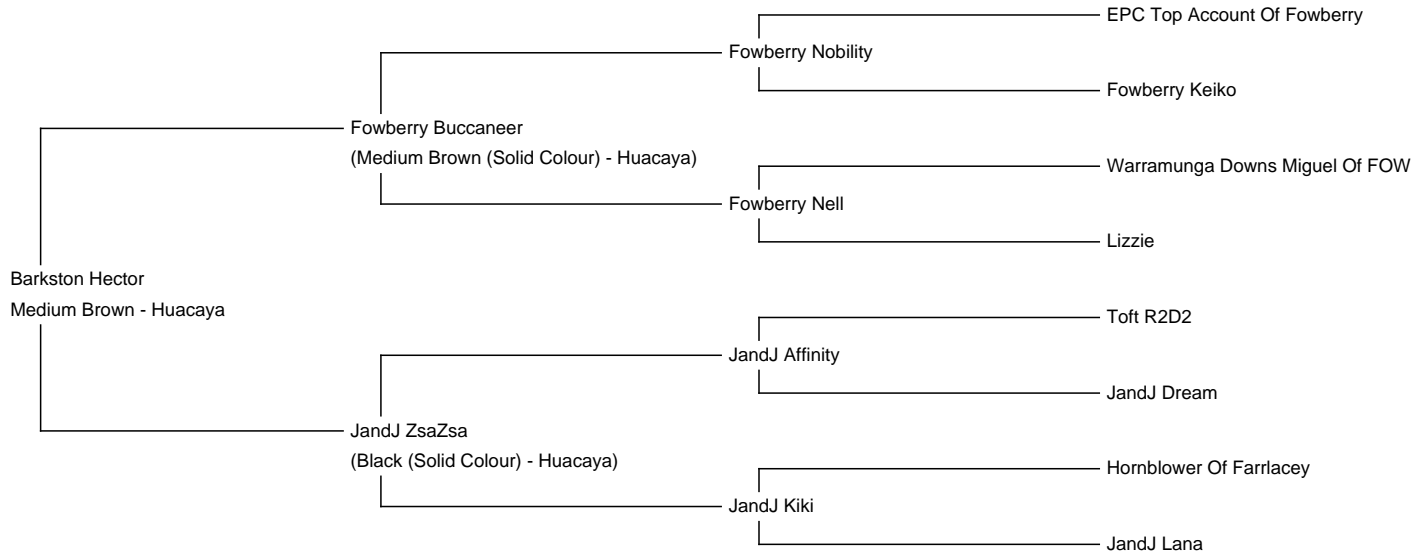 EPC Top Account Of Fowberry
Fowberry Nobility
Fowberry Keiko
Fowberry Buccaneer
(Medium Brown (Solid Colour) - Huacaya)
Warramunga Downs Miguel Of FOW
Fowberry Nell
Lizzie
Barkston Hector
Medium Brown - Huacaya
Toft R2D2
JandJ Affinity
JandJ Dream
JandJ ZsaZsa
(Black (Solid Colour) - Huacaya)
Hornblower Of Farrlacey
JandJ Kiki
JandJ Lana